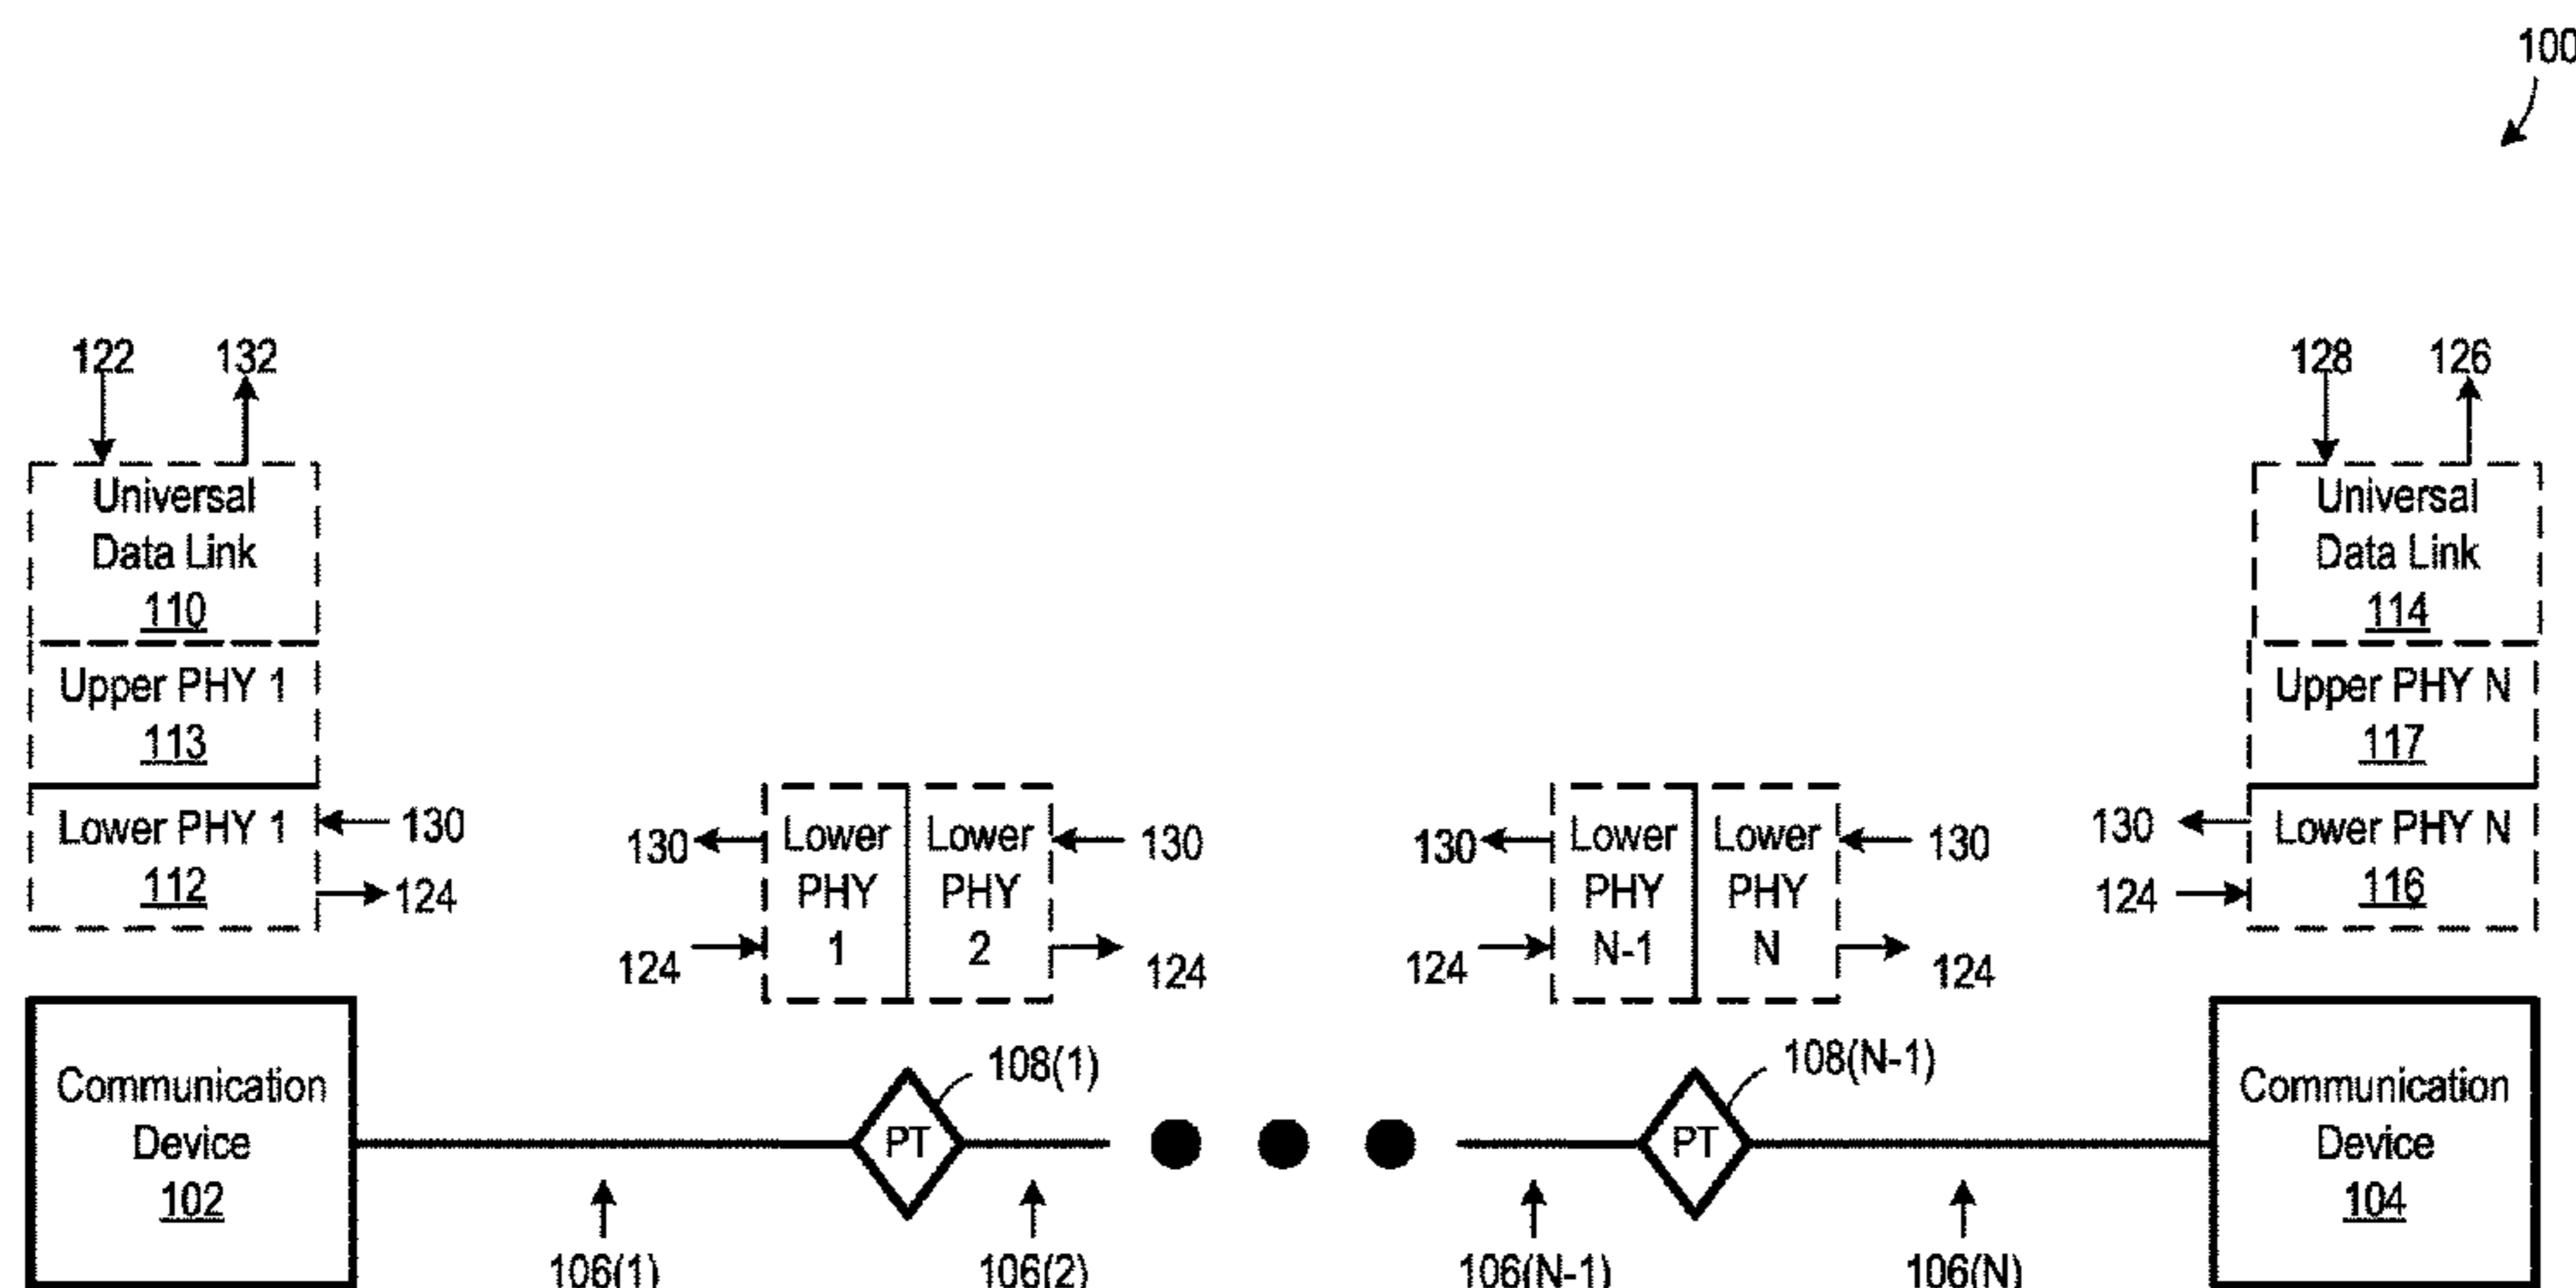 100
122 132
128 126
Universal
Data Link
110
Upper PHY 1
113
Lower PHY 1
112
130
124
130
124
Lower
PHY
1
Lower
PHY
2
130
124
130
124
Lower
PHY
N-1
Lower
PHY
N
130
124
Universal
Data Link
114
Upper PHY N
117
Lower PHY N
116
130
124
Communication
Device
102
PT
108(1)
PT
108(N-1)
Communication
Device
104
106(1)
106(2)
106(N-1)
106(N)